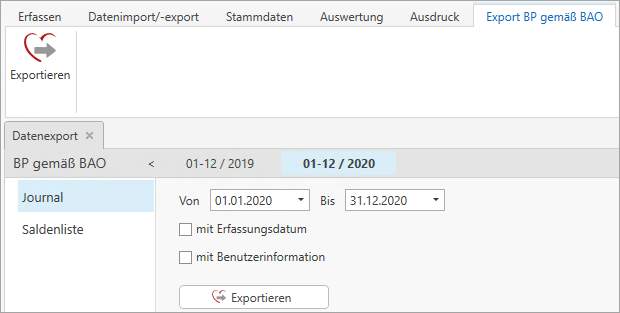 Erfassen Datenimport/-export Stammdaten Auswertung Ausdruck Export BP gemäß BAO
Exportieren
Datenexport ×
BP gemäß BAO < 01-12 / 2019 01-12 / 2020
Journal
Von 01.01.2020 Bis 31.12.2020
mit Erfassungsdatum
Saldenliste
mit Benutzerinformation
Exportieren